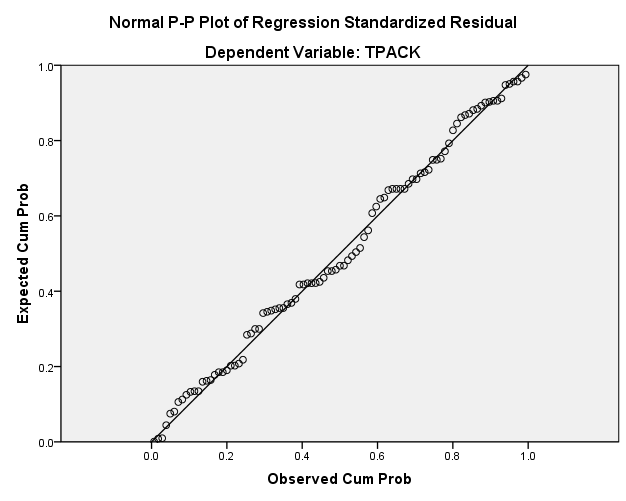 Normal P-P Plot of Regression Standardized Residual
Dependent Variable: TPACK
1.0
0.8
0.6
0.4
0.2
0.0
Expected Cum Prob
0.0 0.2 0.4 0.6 0.8 1.0
Observed Cum Prob